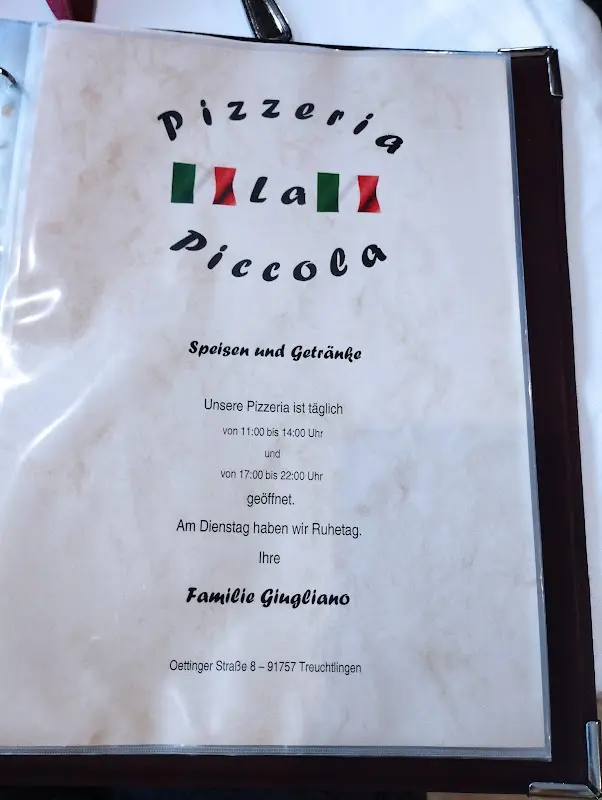 Pizzeria
La
Piccola
Speisen und Getränke
Unsere Pizzeria ist täglich
von 11:00 bis 14:00 Uhr
und
von 17:00 bis 22:00 Uhr
geöffnet.
Am Dienstag haben wir Ruhetag.
Ihre
Familie Giugliano
Oettinger Straße 8 – 91757 Treuchtlingen